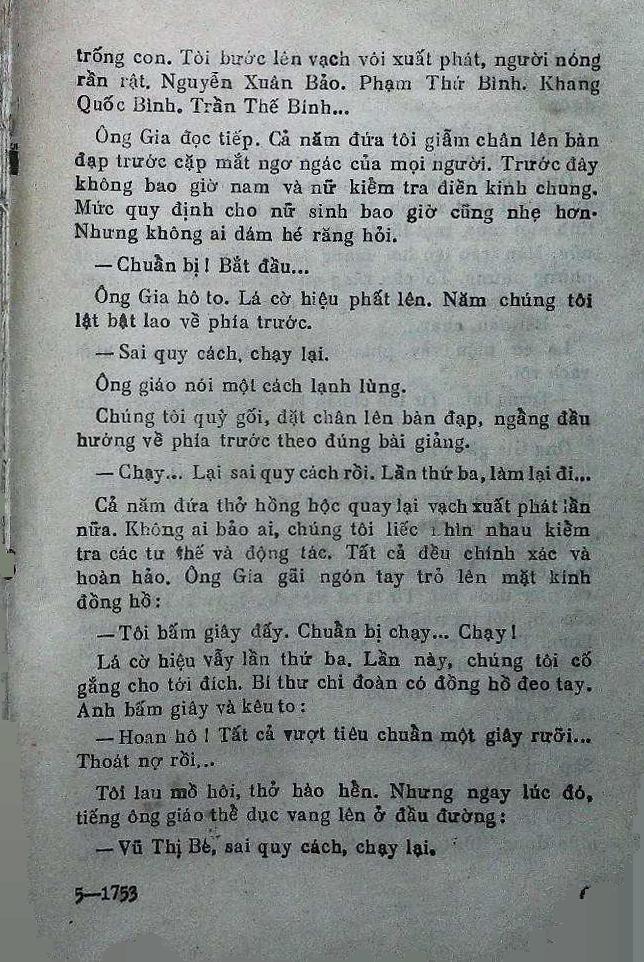 trống con. Tôi bước lên vạch vôi xuất phát, người nóng
rần rật. Nguyễn Xuân Bảo. Phạm Thứ Bình. Khang
Quốc Bình. Trần Thế Bính...
Ông Gia đọc tiếp. Cả năm đứa tôi giẫm chân lên bàn
đạp trước cặp mắt ngơ ngác của mọi người. Trước đây
không bao giờ nam và nữ kiểm tra điền kinh chung.
Mức quy định cho nữ sinh bao giờ cũng nhẹ hơn.
Nhưng không ai dám hé răng hỏi.
— Chuẩn bị! Bắt đầu...
Ông Gia hô to. Lá cờ hiệu phất lên. Năm chúng tôi
lật bật lao về phía trước.
— Sai quy cách, chạy lại.
Ông giáo nói một cách lạnh lùng.
Chúng tôi quỳ gối, đặt chân lên bàn đạp, ngẩng đầu
hướng về phía trước theo đúng bài giảng.
— Chạy... Lại sai quy cách rồi. Lần thứ ba, làm lại đi...
Cả năm đứa thở hồng hộc quay lại vạch xuất phát lần
nữa. Không ai bảo ai, chúng tôi liếc nhìn nhau kiểm
tra các tư thế và động tác. Tất cả đều chính xác và
hoàn hảo. Ông Gia gãi ngón tay trỏ lên mặt kính
đồng hồ:
— Tôi bấm giây đấy. Chuẩn bị chạy... Chạy!
Lá cờ hiệu vẫy lần thứ ba. Lần này, chúng tôi cố
gắng cho tới đích. Bí thư chi đoàn có đồng hồ đeo tay.
Anh bấm giây và kêu to:
— Hoan hô! Tất cả vượt tiêu chuẩn một giây rưỡi...
Thoát nợ rồi...
Tôi lau mồ hôi, thở hào hển. Nhưng ngay lúc đó,
tiếng ông giáo thể dục vang lên ở đầu đường:
— Vũ Thị Bé, sai quy cách, chạy lại.
5—1753